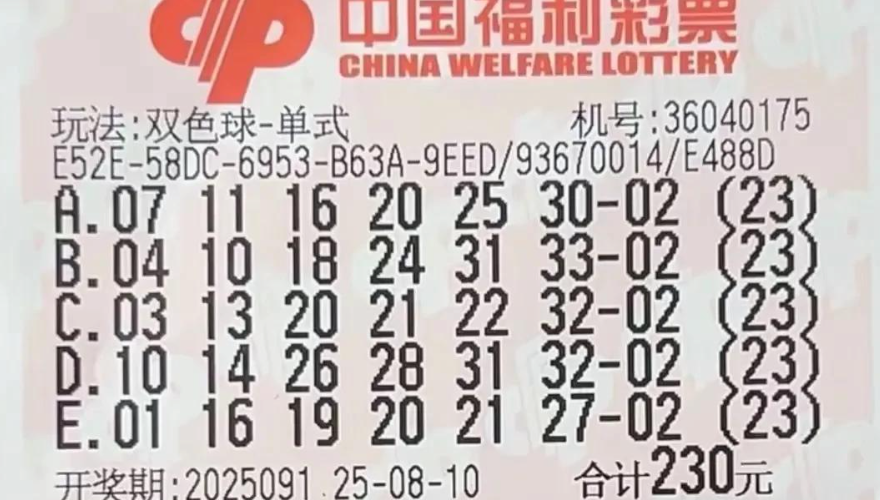 中国福利彩票
CHINA WELFARE LOTTERY
玩法:双色球-单式 机号:36040175
E52E-58DC-6953-B63A-9EED/93670014/E488D
A.07 11 16 20 25 30-02 (23)
B.04 10 18 24 31 33-02 (23)
C.03 13 20 21 22 32-02 (23)
D.10 14 26 28 31 32-02 (23)
E.01 16 19 20 21 27-02 (23)
开奖期:2025091 25-08-10 合计230元